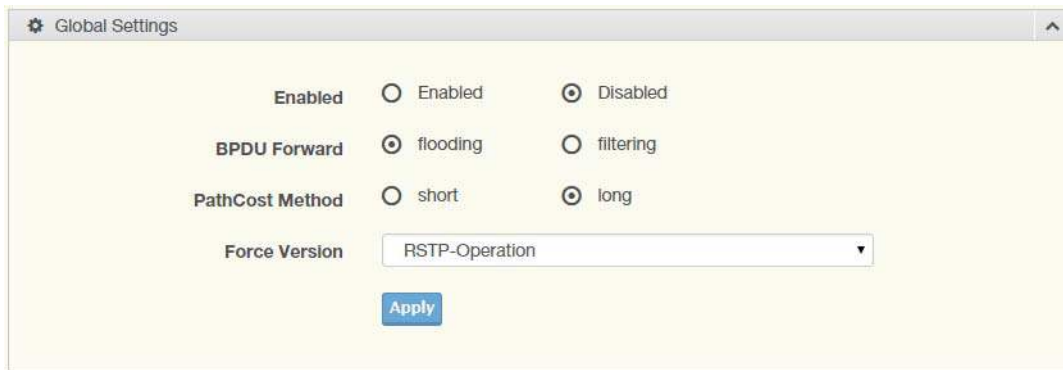 Global Settings
Enabled Enabled Disabled
BPDU Forward flooding filtering
PathCost Method short long
Force Version RSTP-Operation
Apply